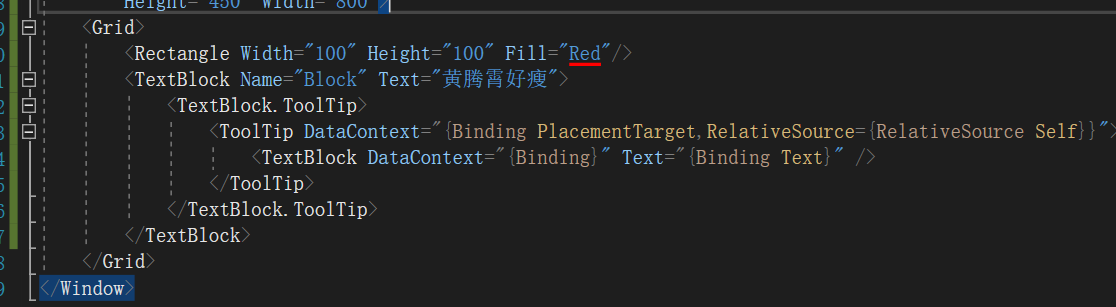 Height="450" Width="800">
<Grid>
<Rectangle Width="100" Height="100" Fill="Red"/>
<TextBlock Name="Block" Text="黄腾霄好瘦">
<TextBlock.ToolTip>
<ToolTip DataContext="{Binding PlacementTarget,RelativeSource={RelativeSource Self}}">
<TextBlock DataContext="{Binding}" Text="{Binding Text}" />
</ToolTip>
</TextBlock.ToolTip>
</TextBlock>
</Grid>
</Window>